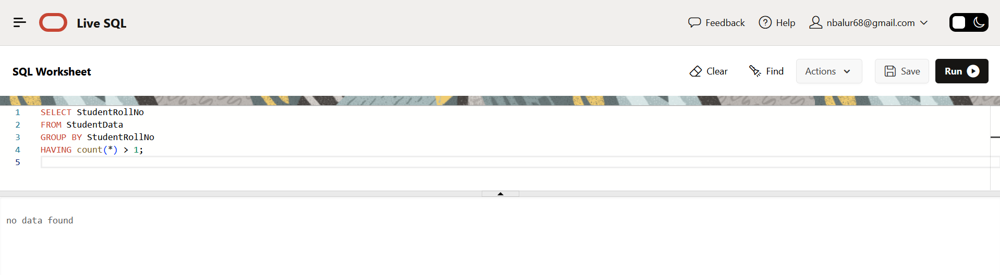 Live SQL
Feedback
Help
nbalur68@gmail.com
SQL Worksheet
Clear
Find
Actions
Save
Run
1 SELECT StudentRollNo
2 FROM StudentData
3 GROUP BY StudentRollNo
4 HAVING count(*) > 1;
5
no data found